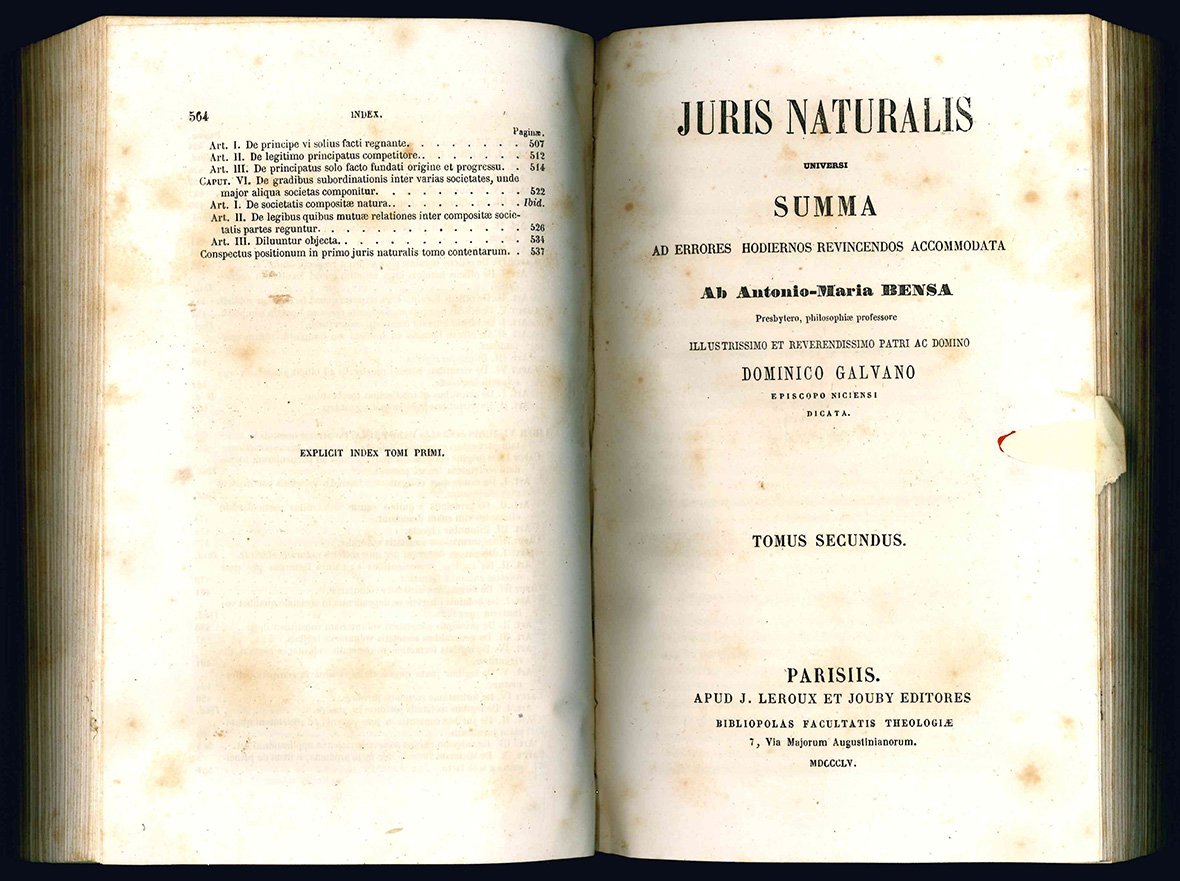 564 INDEX.
Paginæ.
Art. I. De principe vi solius facti regnante. . . . . . . . 507
Art. II. De legitimo principatus competitore. . . . . . . . 512
Art. III. De principatus solo facto fundati origine et progressu. . 514
CAPUT. VI. De gradibus subordinationis inter varias societates, unde
major aliqua societas componitur. . . . . . . . . . . 522
Art. I. De societatis compositæ natura. . . . . . . . . Ibid.
Art. II. De legibus quibus mutuæ relationes inter compositæ socie-
tatis partes reguntur. . . . . . . . . . . . . . . 526
Art. III. Diluuntur objecta. . . . . . . . . . . . . . 534
Conspectus positionum in primo juris naturalis tomo contentarum. . 537
EXPLICIT INDEX TOMI PRIMI.
JURIS NATURALIS
UNIVERSI
SUMMA
AD ERRORES HODIERNOS REVINCENDOS ACCOMMODATA
Ab Antonio-Maria BENSA
Presbytero, philosophiæ professore
ILLUSTRISSIMO ET REVERENDISSIMO PATRI AC DOMINO
DOMINICO GALVANO
EPISCOPO NICIENSI
DICATA.
TOMUS SECUNDUS.
PARISIIS.
APUD J. LEROUX ET JOUBY EDITORES
BIBLIOPOLAS FACULTATIS THEOLOGIÆ
7, Via Majorum Augustinianorum.
MDCCCLV.